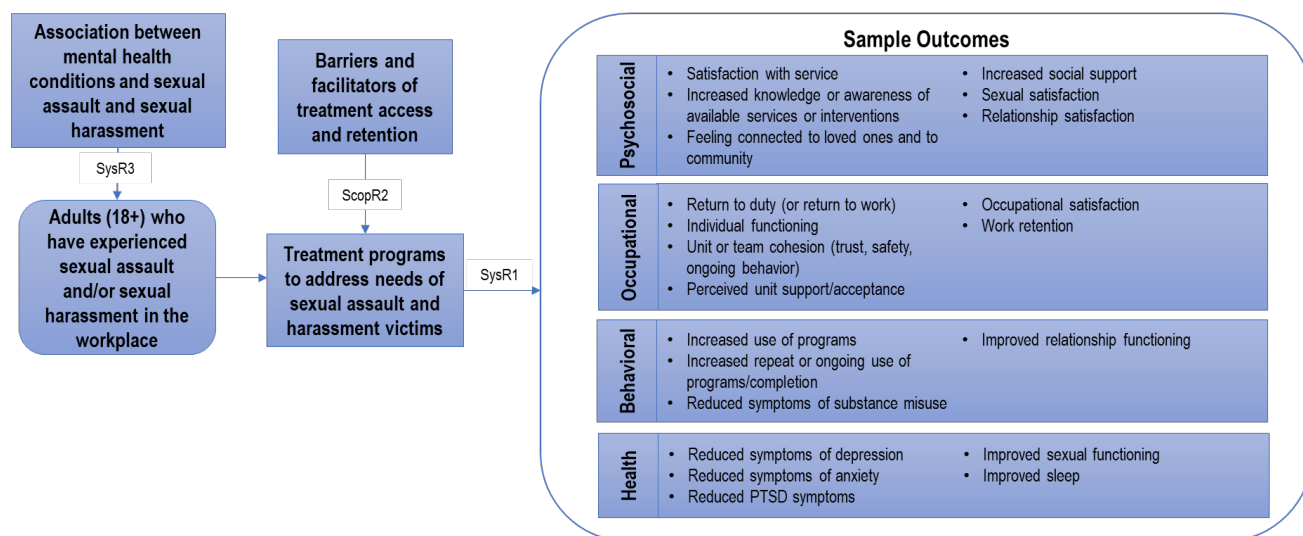 Association between
mental health
conditions and sexual
assault and sexual
harassment
SysR3
Adults (18+) who
have experienced
sexual assault
and/or sexual
harassment in the
workplace
Barriers and
facilitators of
treatment access
and retention
ScopR2
Treatment programs
to address needs of
sexual assault and
harassment victims
SysR1
Sample Outcomes
Psychosocial
• Satisfaction with service
• Increased knowledge or awareness of
available services or interventions
• Feeling connected to loved ones and to
community
• Increased social support
• Sexual satisfaction
• Relationship satisfaction
Occupational
• Return to duty (or return to work)
• Individual functioning
• Unit or team cohesion (trust, safety,
ongoing behavior)
• Perceived unit support/acceptance
• Occupational satisfaction
• Work retention
Behavioral
• Increased use of programs
• Increased repeat or ongoing use of
programs/completion
• Reduced symptoms of substance misuse
• Improved relationship functioning
Health
• Reduced symptoms of depression
• Reduced symptoms of anxiety
• Reduced PTSD symptoms
• Improved sexual functioning
• Improved sleep